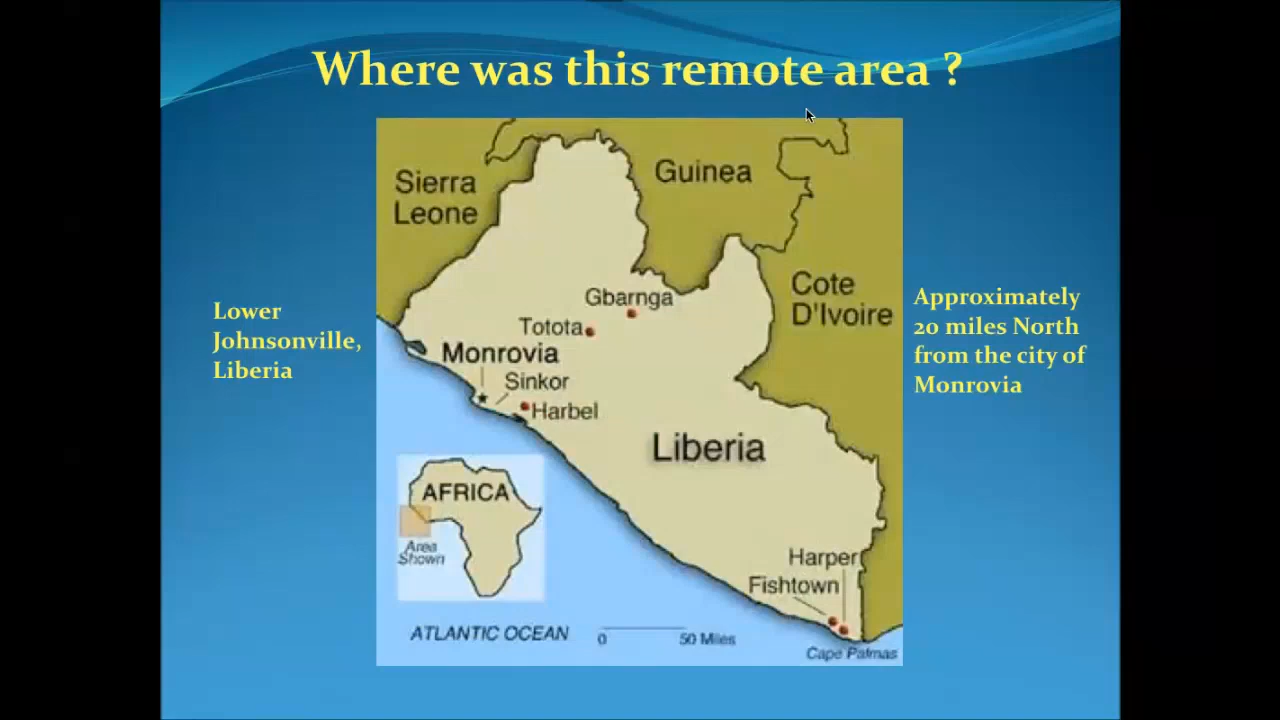 Where was this remote area ?
Lower
Johnsonville,
Liberia
Sierra
Leone
Guinea
Cote
D'Ivoire
Gbarnga
Totota
Monrovia
Sinkor
Harbel
Liberia
AFRICA
Area
Shown
Harper
Fishtown
ATLANTIC OCEAN
0 50 Miles
Cape Palmas
Approximately
20 miles North
from the city of
Monrovia